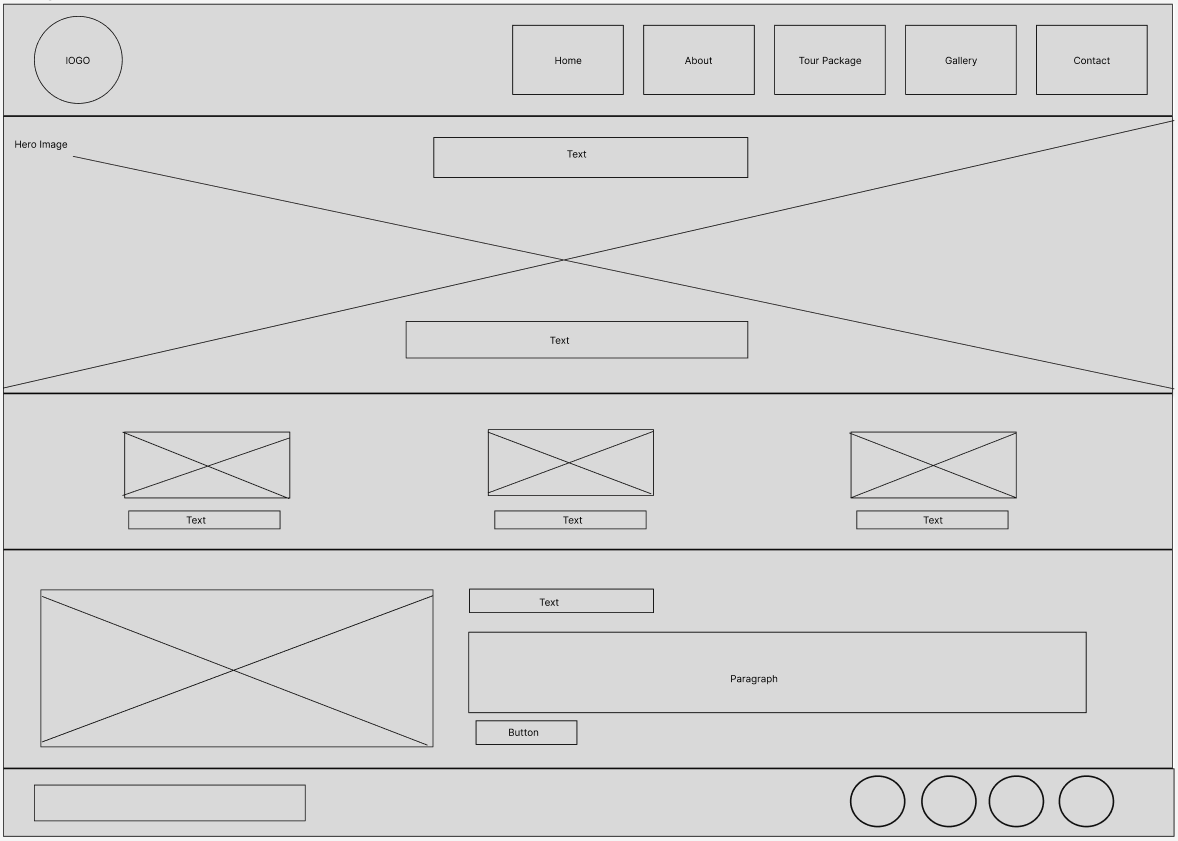 lOGO
Home
About
Tour Package
Gallery
Contact
Hero Image
Text
Text
Text
Text
Text
Text
Paragraph
Button